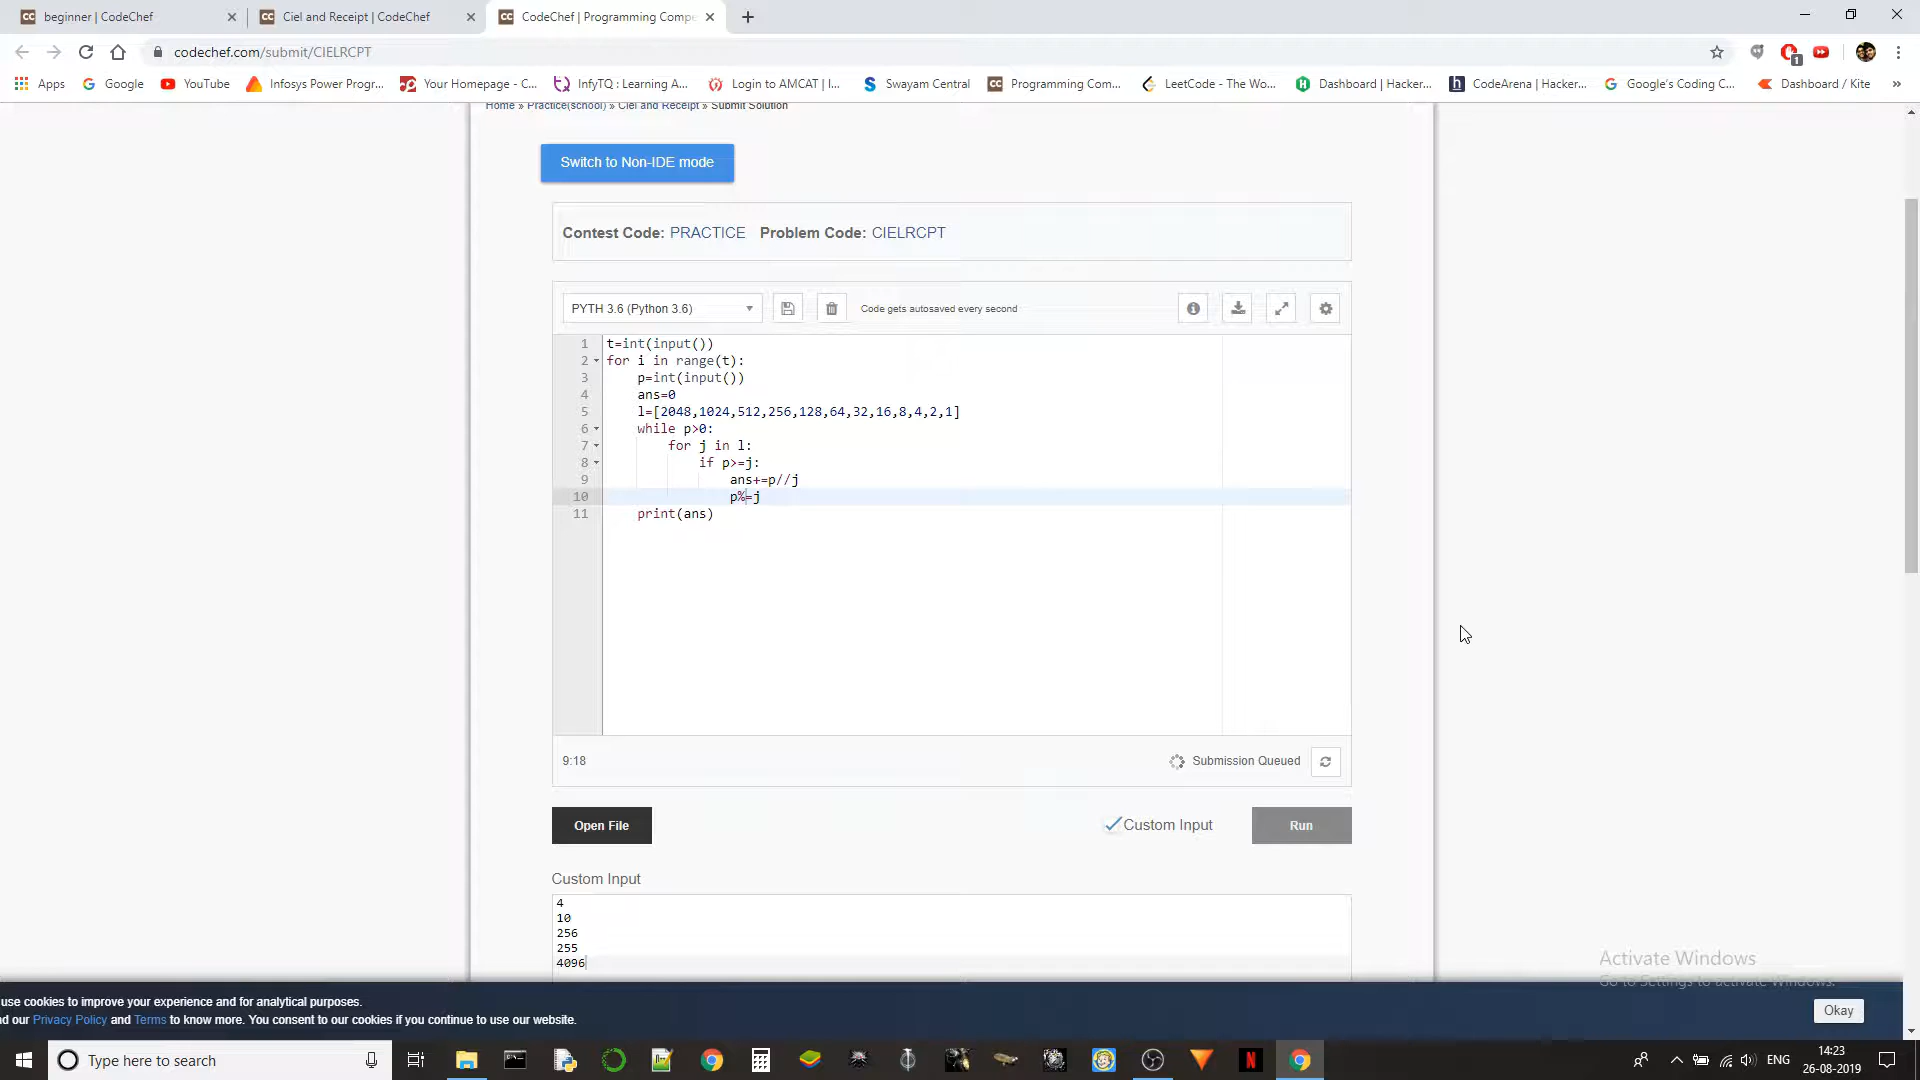 beginner | CodeChef
Ciel and Receipt | CodeChef
CodeChef | Programming Compe
codechef.com/submit/CIELRCPT
Apps
Google
YouTube
Infosys Power Progr...
Your Homepage - C...
InfyTQ : Learning A...
Login to AMCAT | I...
Swayam Central
Programming Com...
LeetCode - The Wo...
Dashboard | Hacker...
CodeArena | Hacker...
Google's Coding C...
Dashboard / Kite
»
Home » Practice(school) » Ciel and Receipt » Submit Solution
Switch to Non-IDE mode
Contest Code: PRACTICE Problem Code: CIELRCPT
PYTH 3.6 (Python 3.6)
Code gets autosaved every second
1 t=int(input())
2 for i in range(t):
3 p=int(input())
4 ans=0
5 l=[2048,1024,512,256,128,64,32,16,8,4,2,1]
6 while p>0:
7 for j in l:
8 if p>=j:
9 ans+=p//j
10 p%=j
11 print(ans)
9:18
Submission Queued
Open File
Custom Input
Run
Custom Input
4
10
256
255
4096
Activate Windows
Go to Settings to activate Windows.
use cookies to improve your experience and for analytical purposes.
d our Privacy Policy and Terms to know more. You consent to our cookies if you continue to use our website.
Okay
Type here to search
ENG
14:23
26-08-2019